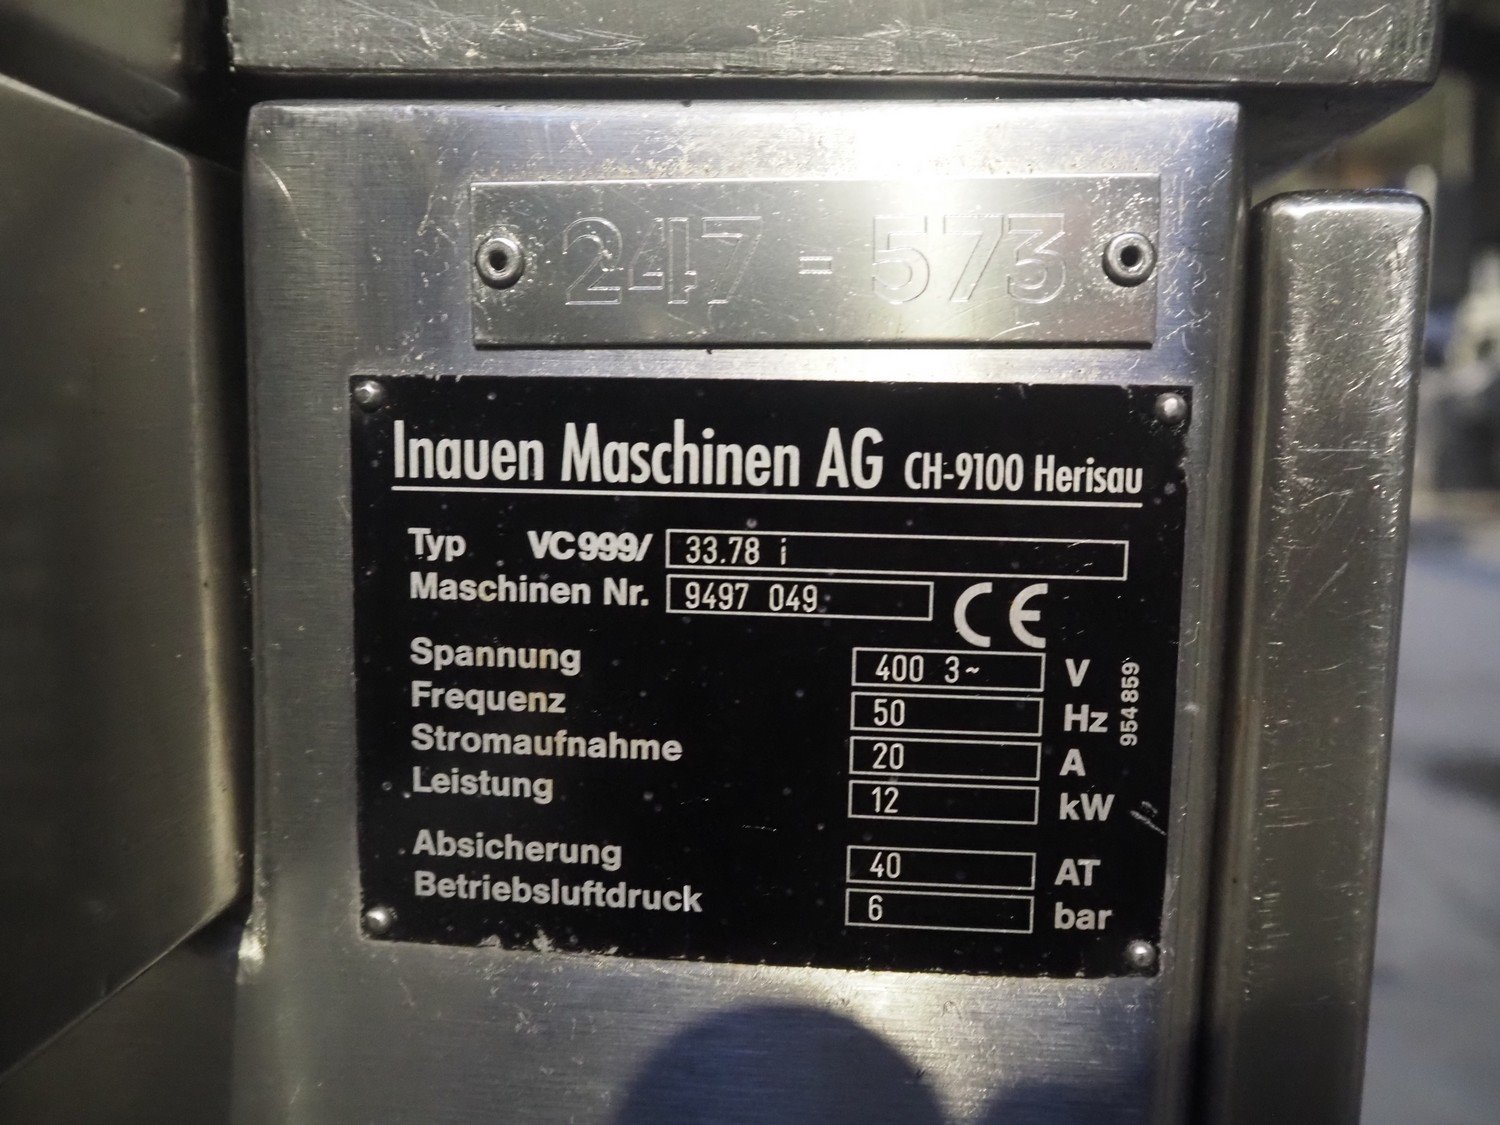 247=573
Inauen Maschinen AG CH-9100 Herisau
Typ VC999/ 33.78 i
Maschinen Nr. 9497 049
CE
Spannung 400 3~ V
Frequenz 50 Hz
Stromaufnahme 20 A
Leistung 12 kW
Absicherung 40 AT
Betriebsluftdruck 6 bar
954 859